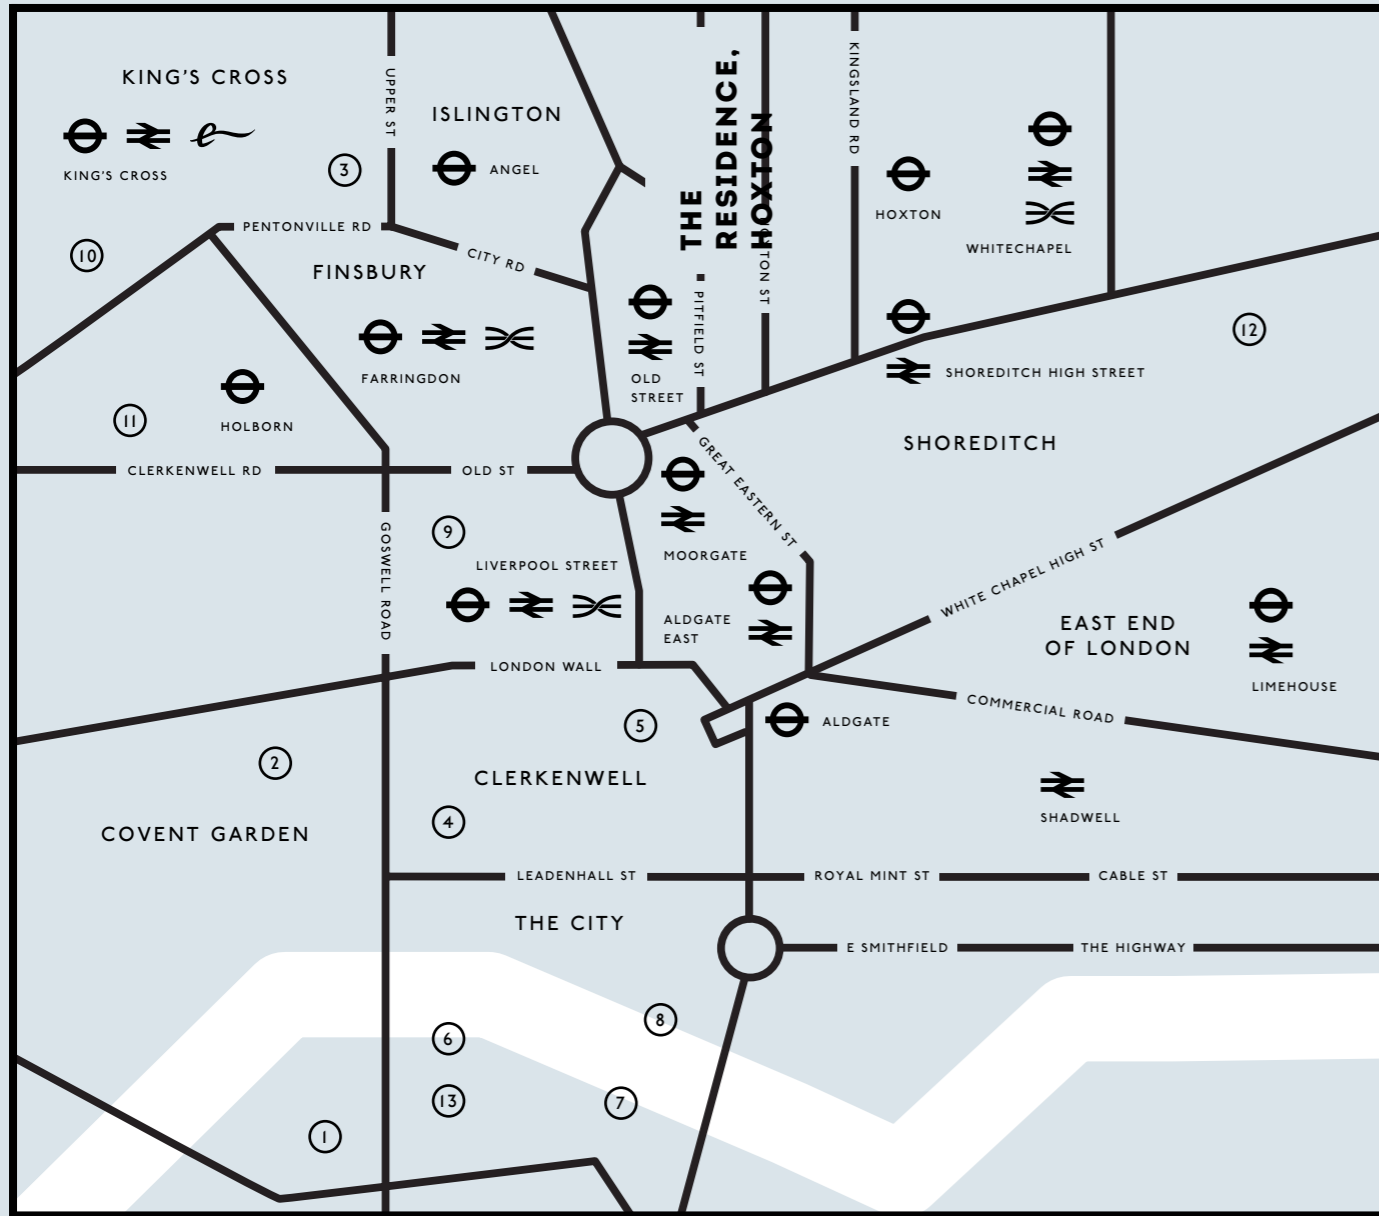 KING'S CROSS
KING'S CROSS
UPPER ST
ISLINGTON
ANGEL
3
THE
RESIDENCE,
HOXTON
KINGSLAND RD
HOXTON
WHITECHAPEL
10
PENTONVILLE RD
CITY RD
FINSBURY
FARRINGDON
OLD
STREET
PITFIELD ST
TON ST
SHOREDITCH HIGH STREET
12
HOLBORN
11
CLERKENWELL RD
OLD ST
SHOREDITCH
GREAT EASTERN ST
MOORGATE
9
GOSWELL ROAD
LIVERPOOL STREET
ALDGATE
EAST
WHITE CHAPEL HIGH ST
EAST END
OF LONDON
LIMEHOUSE
LONDON WALL
COMMERCIAL ROAD
5
ALDGATE
2
CLERKENWELL
COVENT GARDEN
4
SHADWELL
LEADENHALL ST
ROYAL MINT ST
CABLE ST
THE CITY
E SMITHFIELD
THE HIGHWAY
8
6
13
7
1